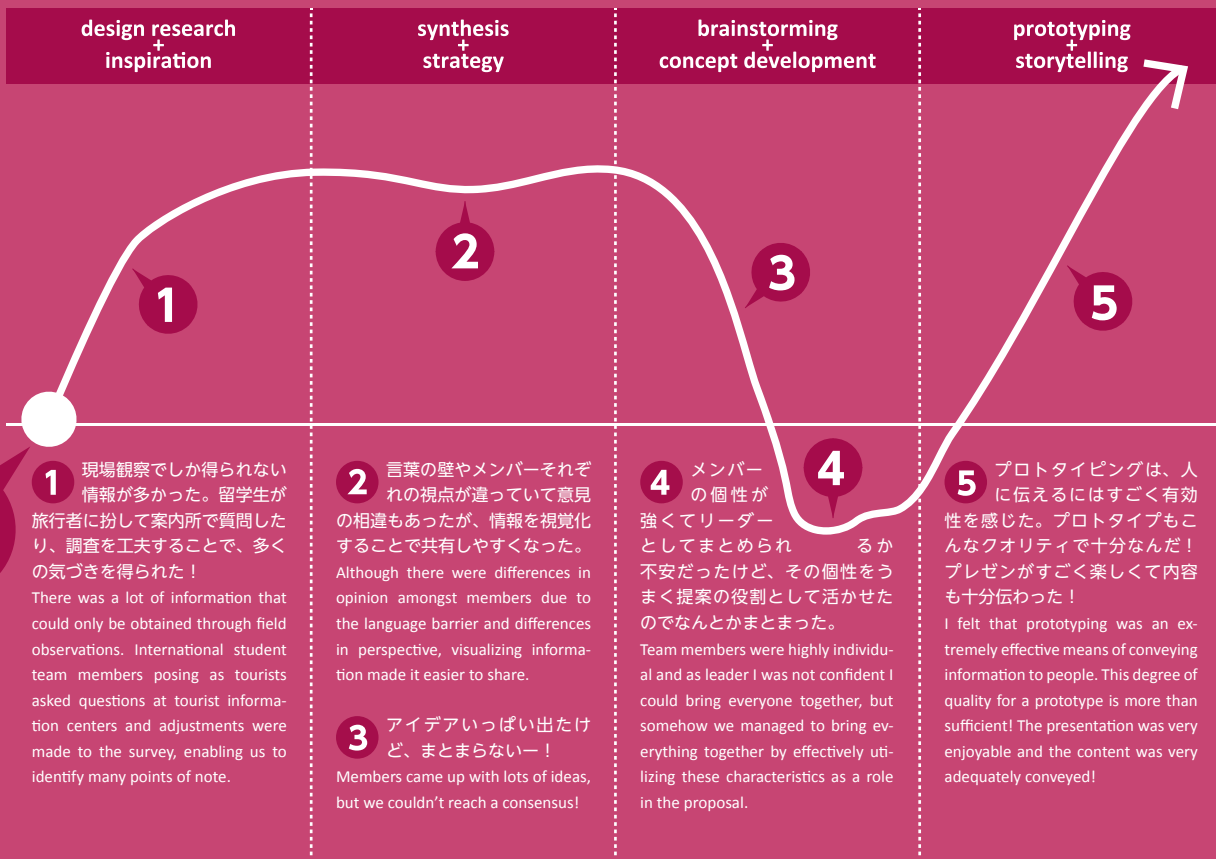 design research
+
inspiration
synthesis
+
strategy
brainstorming
+
concept development
prototyping
+
storytelling
1
2
3
4
5
1 現場観察でしか得られない
情報が多かった。留学生が
旅行者に扮して案内所で質問した
り、調査を工夫することで、多く
の気づきを得られた！
There was a lot of information that
could only be obtained through field
observations. International student
team members posing as tourists
asked questions at tourist informa-
tion centers and adjustments were
made to the survey, enabling us to
identify many points of note.
2 言葉の壁やメンバーそれぞ
れの視点が違っていて意見
の相違もあったが、情報を視覚化
することで共有しやすくなった。
Although there were differences in
opinion amongst members due to
the language barrier and differences
in perspective, visualizing informa-
tion made it easier to share.
3 アイデアいっぱい出たけ
ど、まとまらないー！
Members came up with lots of ideas,
but we couldn't reach a consensus!
4 メンバー
の個性が
強くてリーダー
としてまとめられ るか
不安だったけど、その個性をう
まく提案の役割として活かせた
のでなんとかまとまった。
Team members were highly individu-
al and as leader I was not confident I
could bring everyone together, but
somehow we managed to bring ev-
erything together by effectively uti-
lizing these characteristics as a role
in the proposal.
5 プロトタイピングは、人
に伝えるにはすごく有効
性を感じた。プロトタイプもこ
んなクオリティで十分なんだ！
プレゼンがすごく楽しくて内容
も十分伝わった！
I felt that prototyping was an ex-
tremely effective means of conveying
information to people. This degree of
quality for a prototype is more than
sufficient! The presentation was very
enjoyable and the content was very
adequately conveyed!